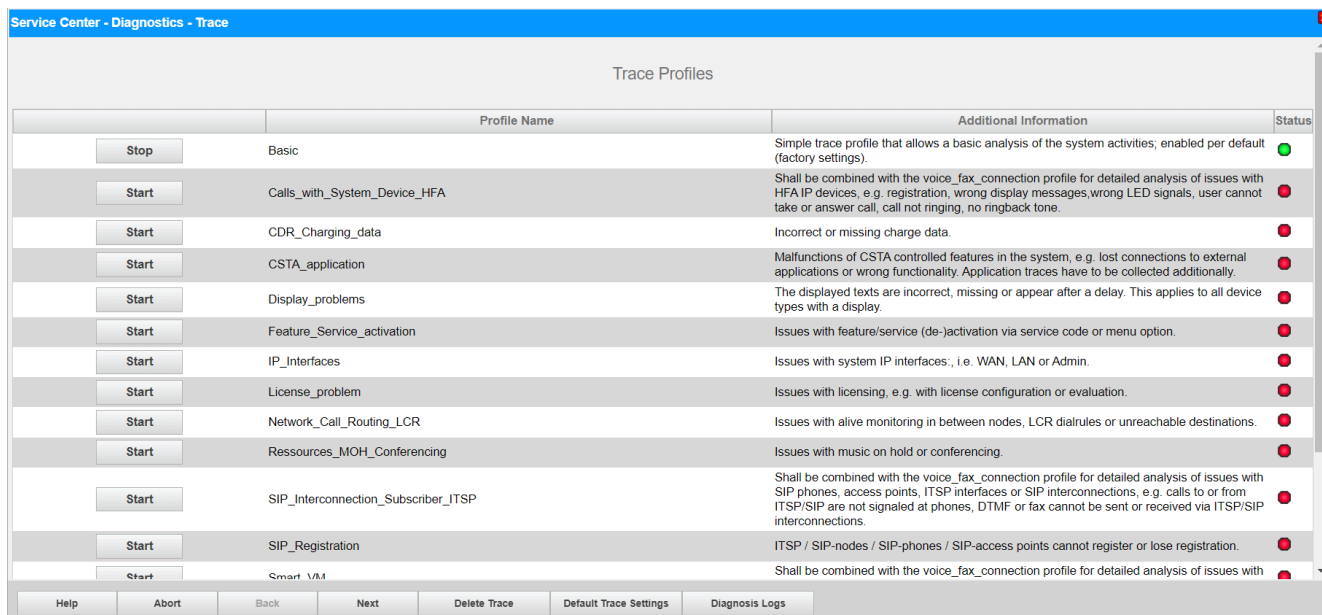 Service Center - Diagnostics - Trace
Trace Profiles
Profile Name Additional Information Status
Stop Basic Simple trace profile that allows a basic analysis of the system activities; enabled per default
(factory settings).
Start Calls_with_System_Device_HFA Shall be combined with the voice_fax_connection profile for detailed analysis of issues with
HFA IP devices, e.g. registration, wrong display messages,wrong LED signals, user cannot
take or answer call, call not ringing, no ringback tone.
Start CDR_Charging_data Incorrect or missing charge data.
Start CSTA_application Malfunctions of CSTA controlled features in the system, e.g. lost connections to external
applications or wrong functionality. Application traces have to be collected additionally.
Start Display_problems The displayed texts are incorrect, missing or appear after a delay. This applies to all device
types with a display.
Start Feature_Service_activation Issues with feature/service (de-)activation via service code or menu option.
Start IP_Interfaces Issues with system IP interfaces:, i.e. WAN, LAN or Admin.
Start License_problem Issues with licensing, e.g. with license configuration or evaluation.
Start Network_Call_Routing_LCR Issues with alive monitoring in between nodes, LCR dialrules or unreachable destinations.
Start Ressources_MOH_Conferencing Issues with music on hold or conferencing.
Start SIP_Interconnection_Subscriber_ITSP Shall be combined with the voice_fax_connection profile for detailed analysis of issues with
SIP phones, access points, ITSP interfaces or SIP interconnections, e.g. calls to or from
ITSP/SIP are not signaled at phones, DTMF or fax cannot be sent or received via ITSP/SIP
interconnections.
Start SIP_Registration ITSP / SIP-nodes / SIP-phones / SIP-access points cannot register or lose registration.
Start Smart_VM Shall be combined with the voice_fax_connection profile for detailed analysis of issues with
Help Abort Back Next Delete Trace Default Trace Settings Diagnosis Logs